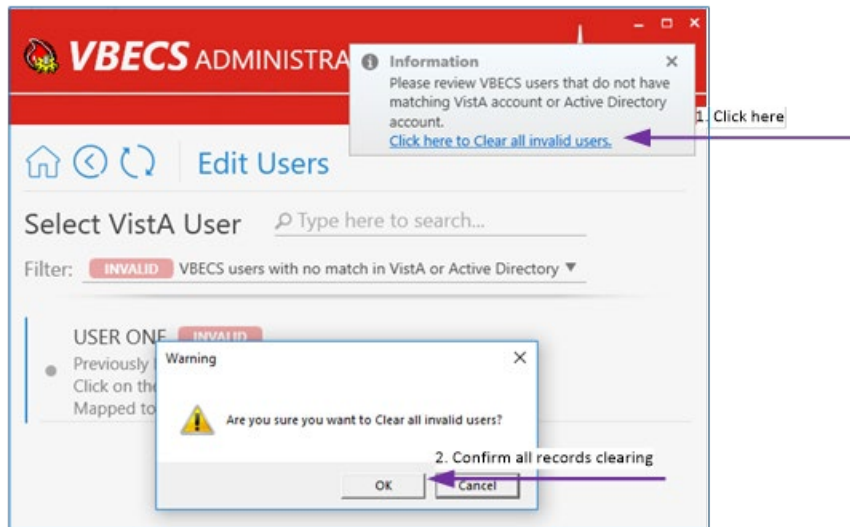 VBECS ADMINISTRA
Information
Please review VBECS users that do not have
matching VistA account or Active Directory
account.
Click here to Clear all invalid users.
1. Click here
Edit Users
Select VistA User
Type here to search...
Filter: INVALID VBECS users with no match in VistA or Active Directory
USER ONE INVALID
Previously
Click on the
Mapped to
Warning
Are you sure you want to Clear all invalid users?
2. Confirm all records clearing
OK Cancel